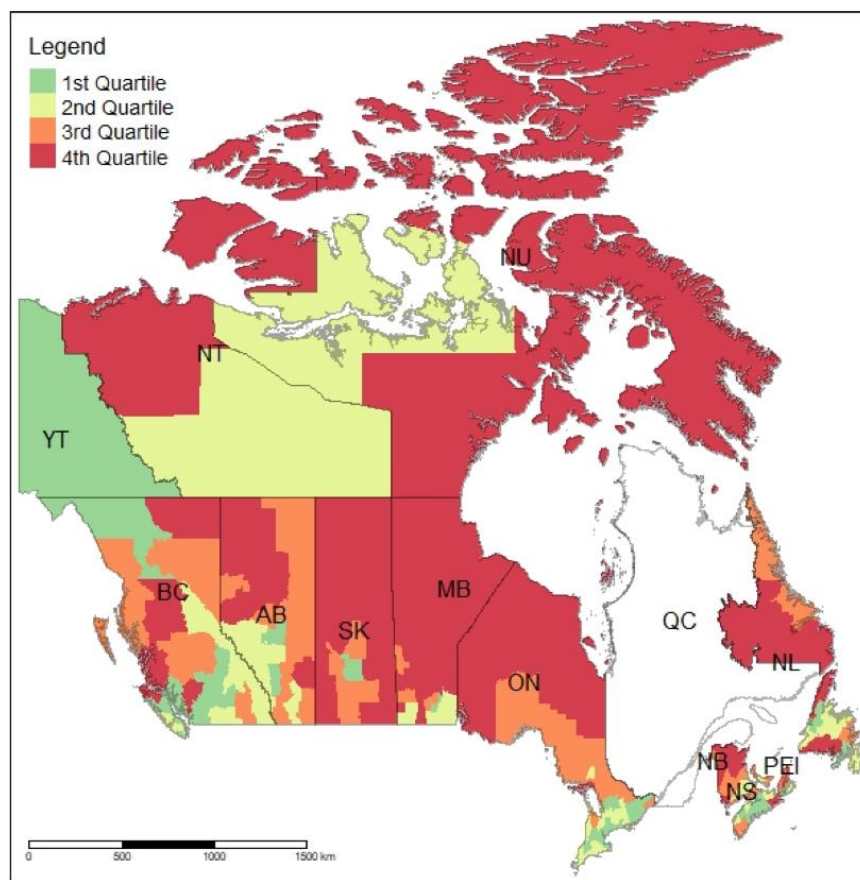 Legend
1st Quartile
2nd Quartile
3rd Quartile
4th Quartile
NU
NT
YT
BC
AB
SK
MB
ON
QC
NL
NB
PEI
NS
0 500 1000 1500 km